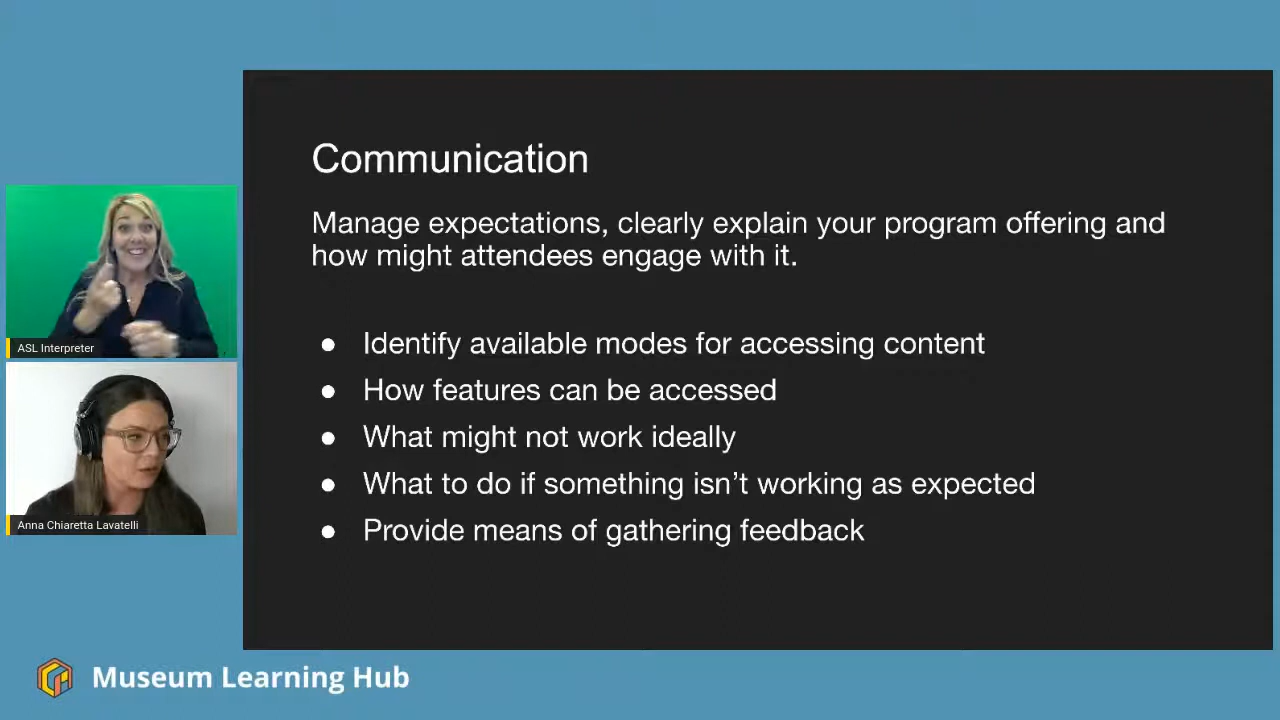 Communication
Manage expectations, clearly explain your program offering and
how might attendees engage with it.
● Identify available modes for accessing content
● How features can be accessed
● What might not work ideally
● What to do if something isn’t working as expected
● Provide means of gathering feedback
ASL Interpreter
Anna Chiaretta Lavatelli
Museum Learning Hub